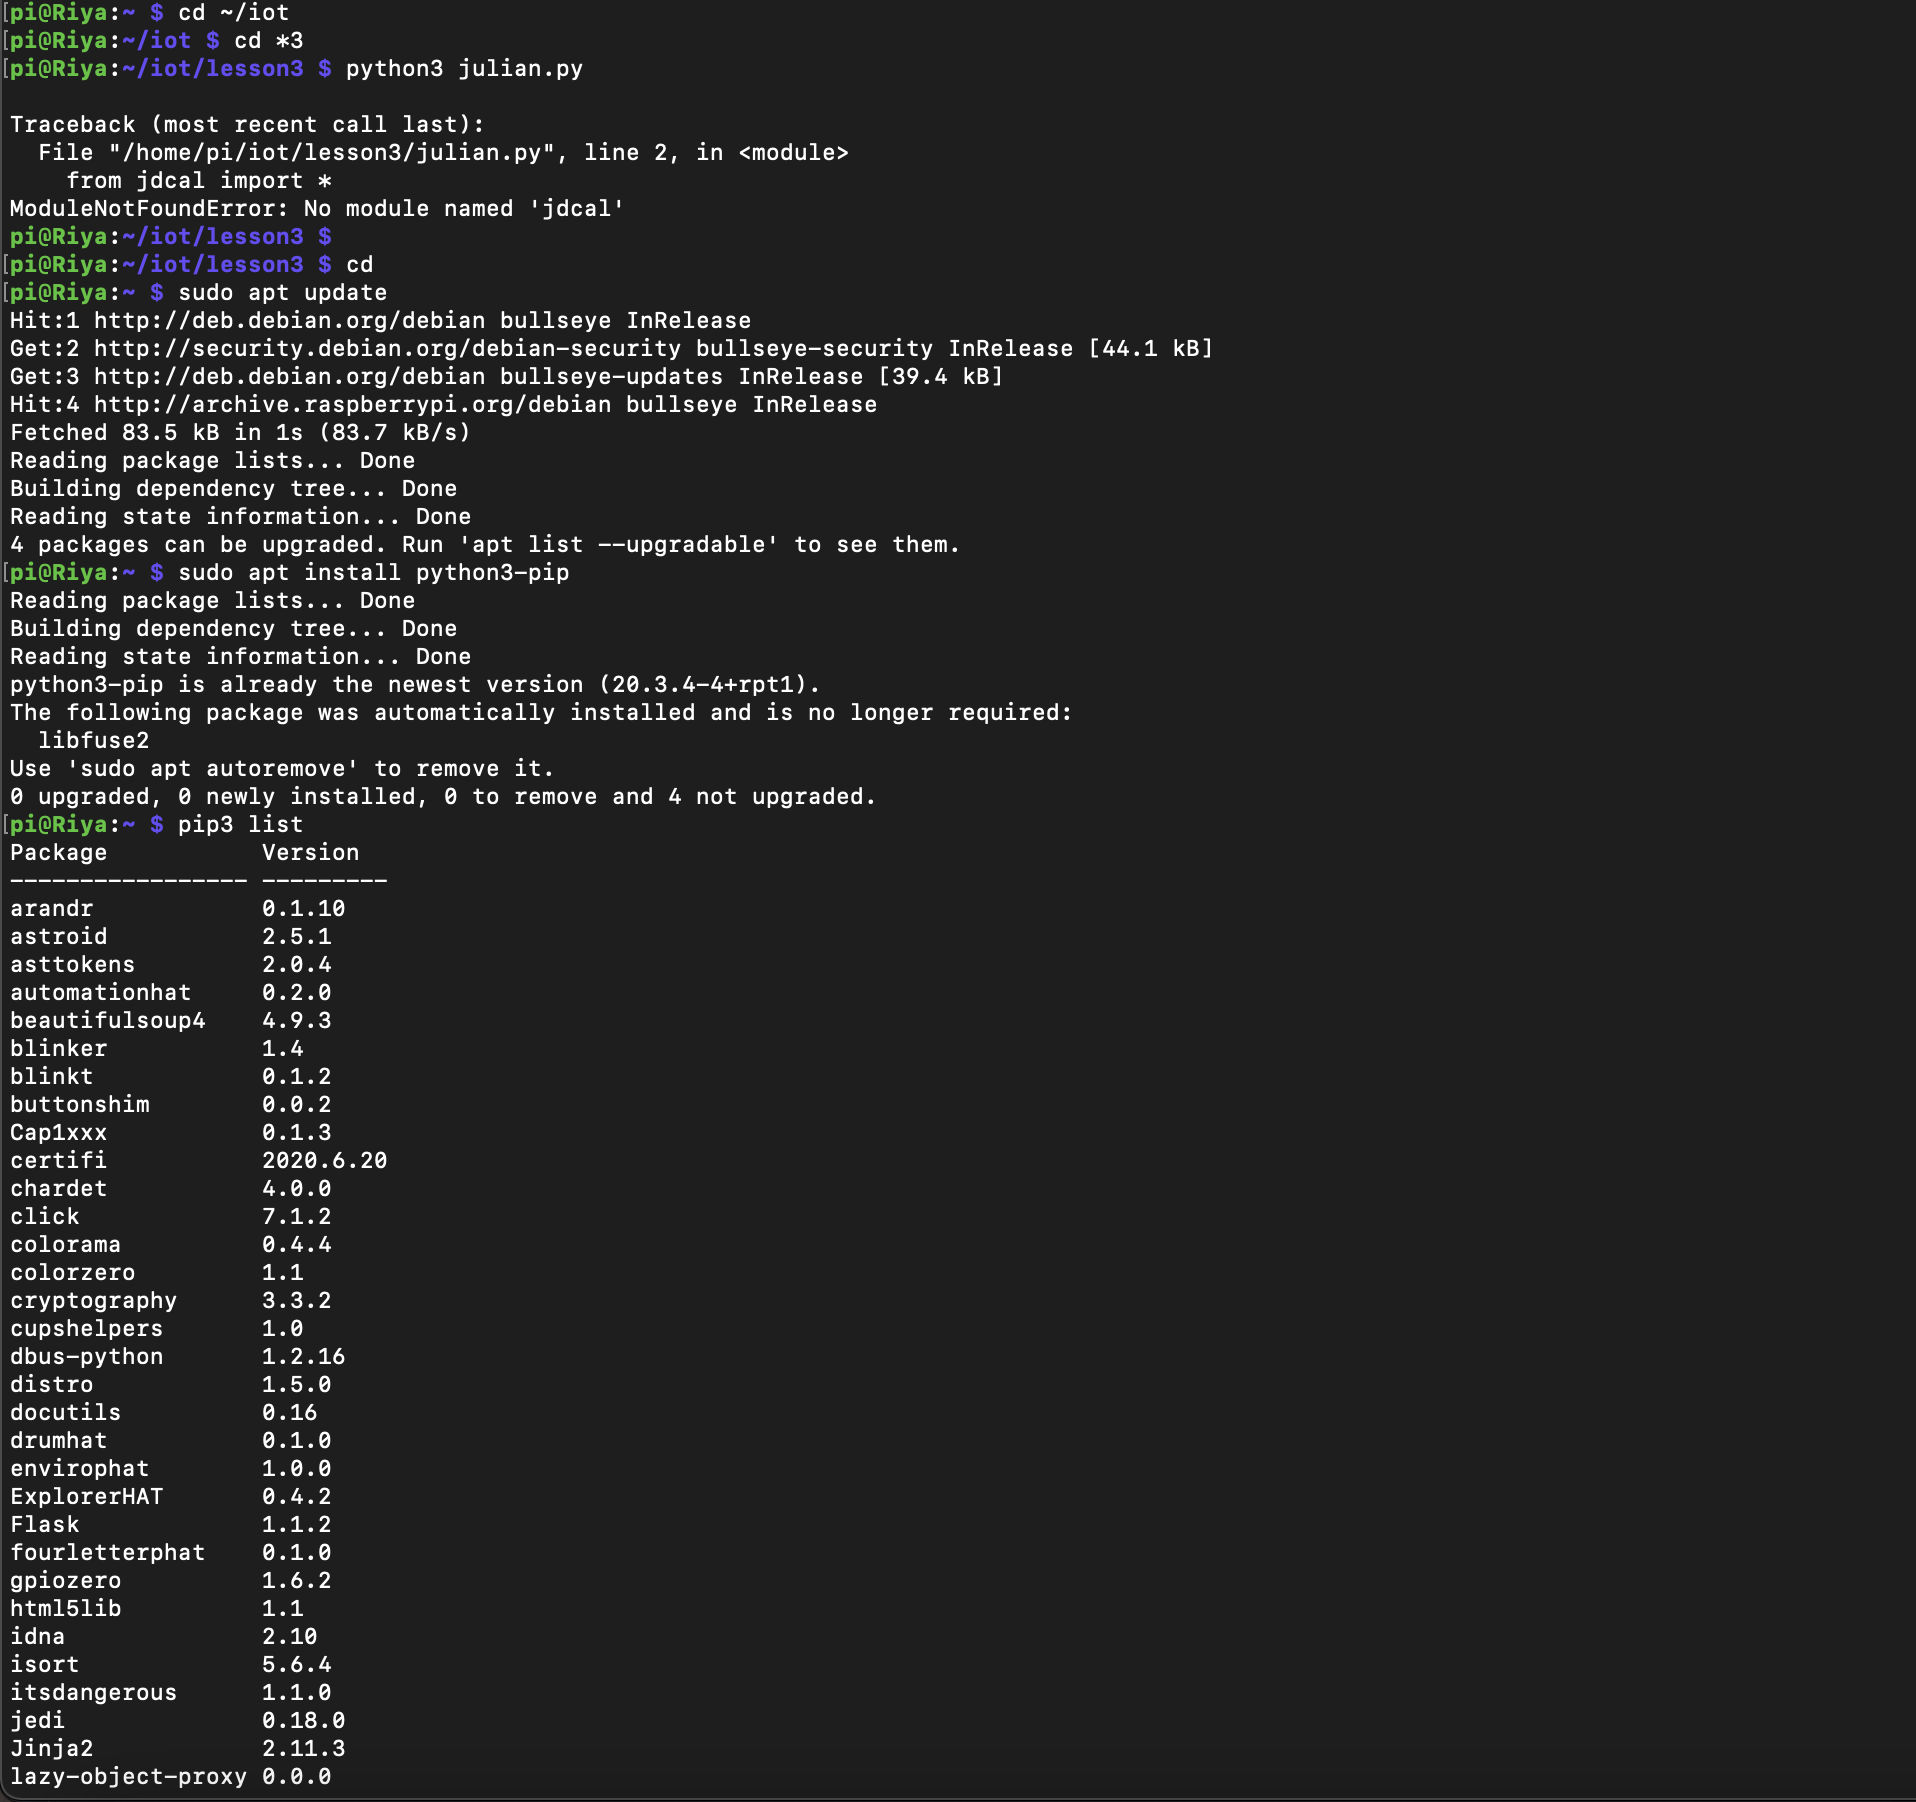 [pi@Riya:~ $ cd ~/iot
[pi@Riya:~/iot $ cd *3
[pi@Riya:~/iot/lesson3 $ python3 julian.py
Traceback (most recent call last):
  File "/home/pi/iot/lesson3/julian.py", line 2, in <module>
    from jdcal import *
ModuleNotFoundError: No module named 'jdcal'
pi@Riya:~/iot/lesson3 $
[pi@Riya:~/iot/lesson3 $ cd
[pi@Riya:~ $ sudo apt update
Hit:1 http://deb.debian.org/debian bullseye InRelease
Get:2 http://security.debian.org/debian-security bullseye-security InRelease [44.1 kB]
Get:3 http://deb.debian.org/debian bullseye-updates InRelease [39.4 kB]
Hit:4 http://archive.raspberrypi.org/debian bullseye InRelease
Fetched 83.5 kB in 1s (83.7 kB/s)
Reading package lists... Done
Building dependency tree... Done
Reading state information... Done
4 packages can be upgraded. Run 'apt list --upgradable' to see them.
[pi@Riya:~ $ sudo apt install python3-pip
Reading package lists... Done
Building dependency tree... Done
Reading state information... Done
python3-pip is already the newest version (20.3.4-4+rpt1).
The following package was automatically installed and is no longer required:
  libfuse2
Use 'sudo apt autoremove' to remove it.
0 upgraded, 0 newly installed, 0 to remove and 4 not upgraded.
[pi@Riya:~ $ pip3 list
Package           Version
----------------- ---------
arandr            0.1.10
astroid           2.5.1
asttokens         2.0.4
automationhat     0.2.0
beautifulsoup4    4.9.3
blinker           1.4
blinkt            0.1.2
buttonshim        0.0.2
Cap1xxx           0.1.3
certifi           2020.6.20
chardet           4.0.0
click             7.1.2
colorama          0.4.4
colorzero         1.1
cryptography      3.3.2
cupshelpers       1.0
dbus-python       1.2.16
distro            1.5.0
docutils          0.16
drumhat           0.1.0
envirophat        1.0.0
ExplorerHAT       0.4.2
Flask             1.1.2
fourletterphat    0.1.0
gpiozero          1.6.2
html5lib          1.1
idna              2.10
isort             5.6.4
itsdangerous      1.1.0
jedi              0.18.0
Jinja2            2.11.3
lazy-object-proxy 0.0.0